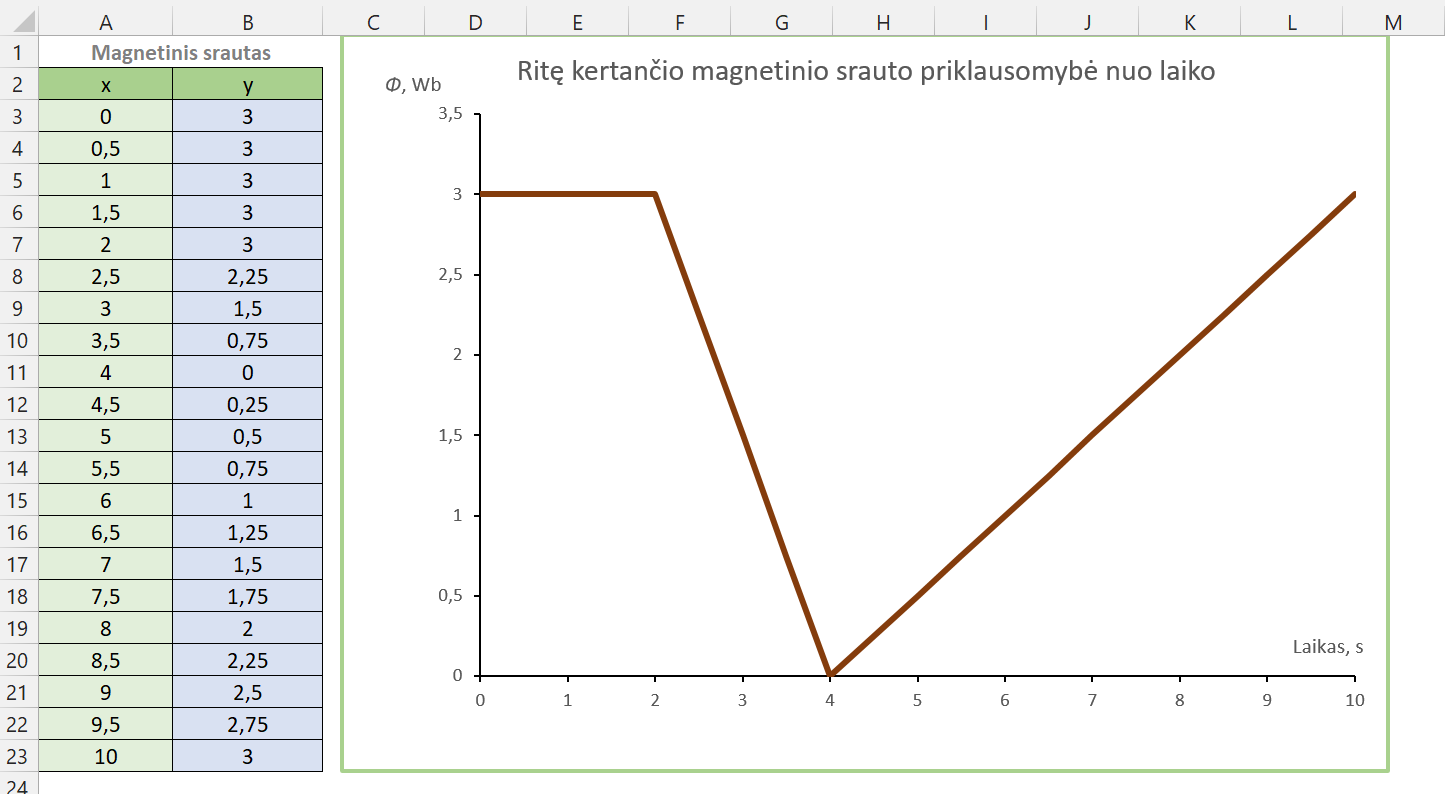 A B C D E F G H I J K L M
1 Magnetinis srautas
2 x y
3 0 3
4 0,5 3
5 1 3
6 1,5 3
7 2 3
8 2,5 2,25
9 3 1,5
10 3,5 0,75
11 4 0
12 4,5 0,25
13 5 0,5
14 5,5 0,75
15 6 1
16 6,5 1,25
17 7 1,5
18 7,5 1,75
19 8 2
20 8,5 2,25
21 9 2,5
22 9,5 2,75
23 10 3
24
Ritę kertančio magnetinio srauto priklausomybė nuo laiko
Φ, Wb
3,5
3
2,5
2
1,5
1
0,5
0
Laikas, s
0 1 2 3 4 5 6 7 8 9 10